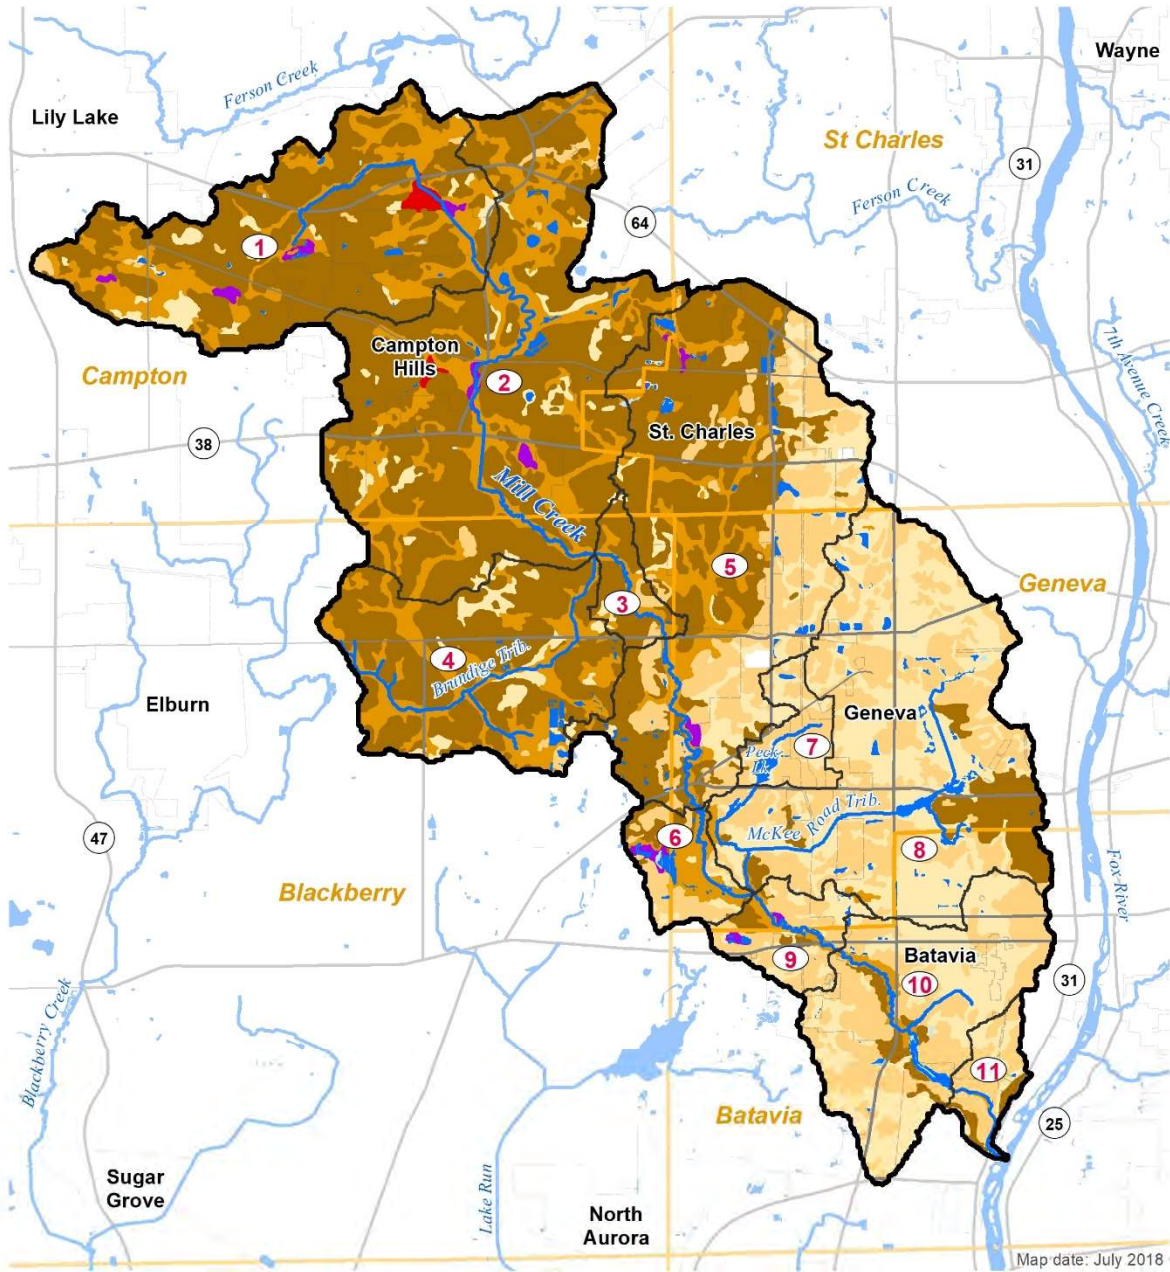 Wayne
Ferson Creek
Lily Lake
St Charles
31
Ferson Creek
64
1
7th Avenue Creek
Campton
Hills
Campton
2
St. Charles
38
Mill Creek
5
Geneva
3
4
Brundige Trib.
Elburn
Geneva
7
Peck
Lk.
McKee Road Trib.
47
6
8
Blackberry
Fox River
Batavia
9
10
31
Blackberry Creek
11
Batavia
25
Sugar
Grove
Lake Run
North
Aurora
Map date: July 2018